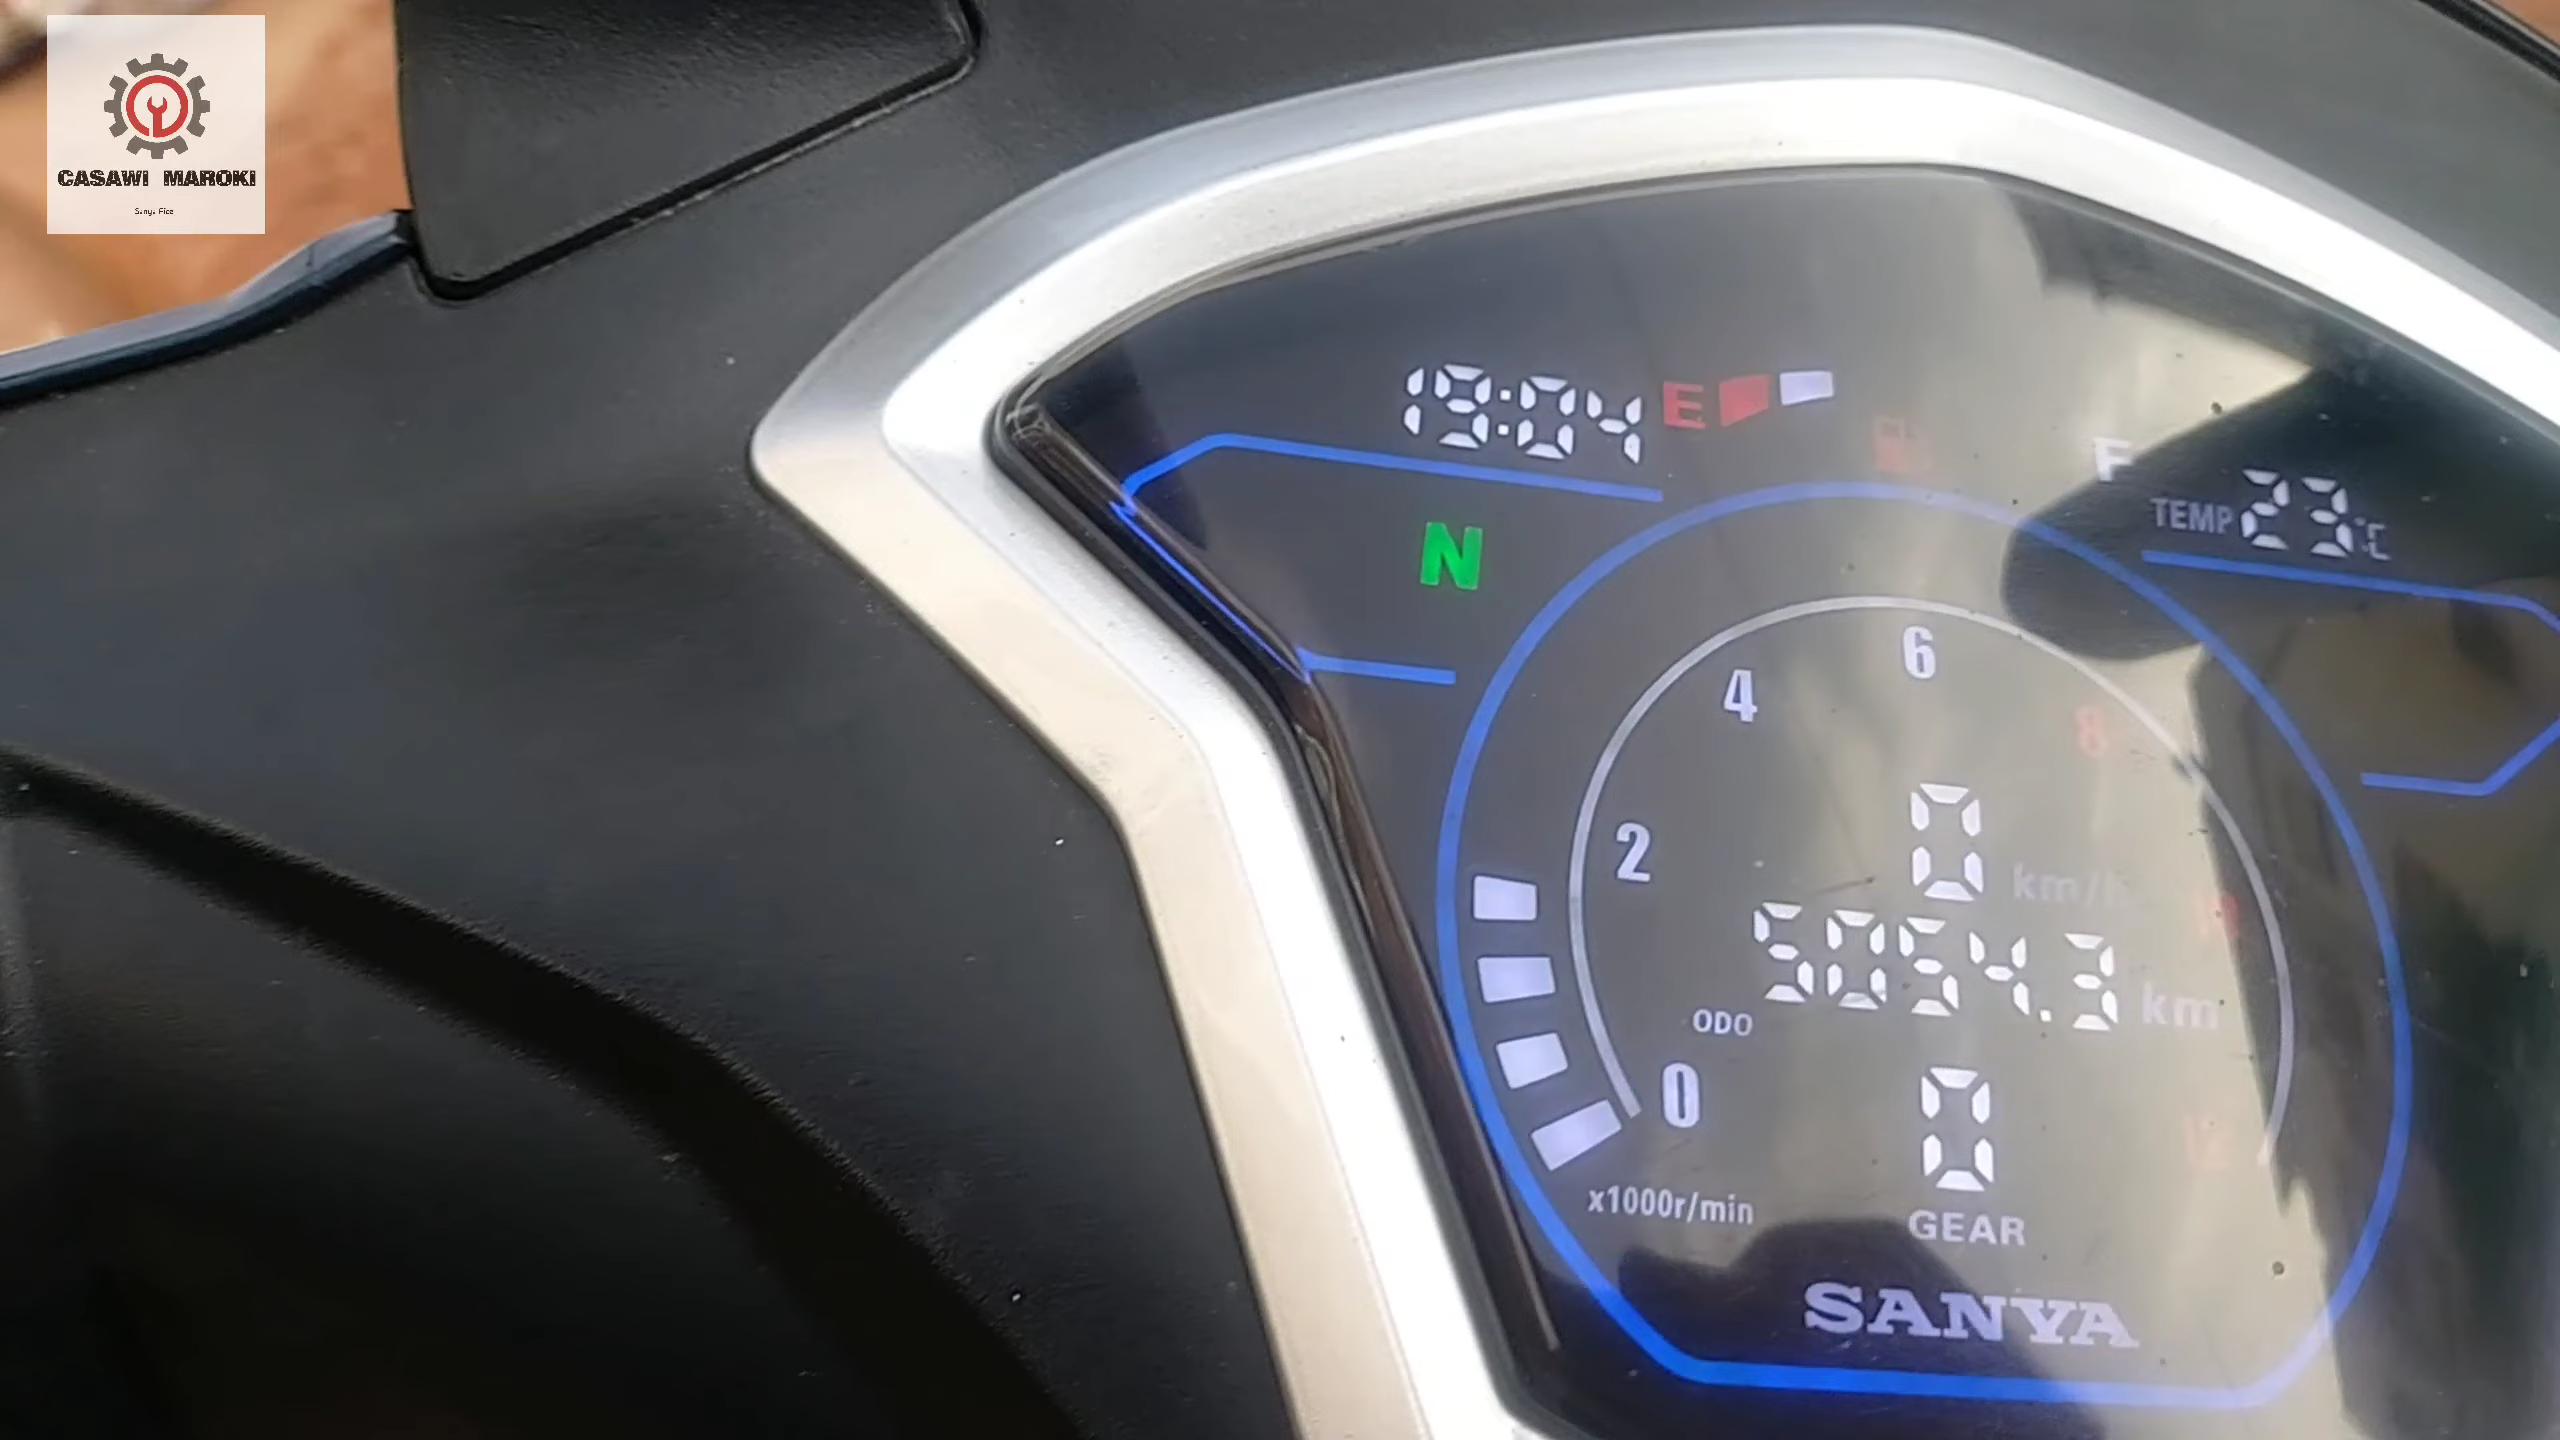 CASAWI MAROKI
19:04 E
F
TEMP 23°C
N
6
4
8
2
0 km/h
5054.3 km
ODO
0
0
x1000r/min
GEAR
SANYA